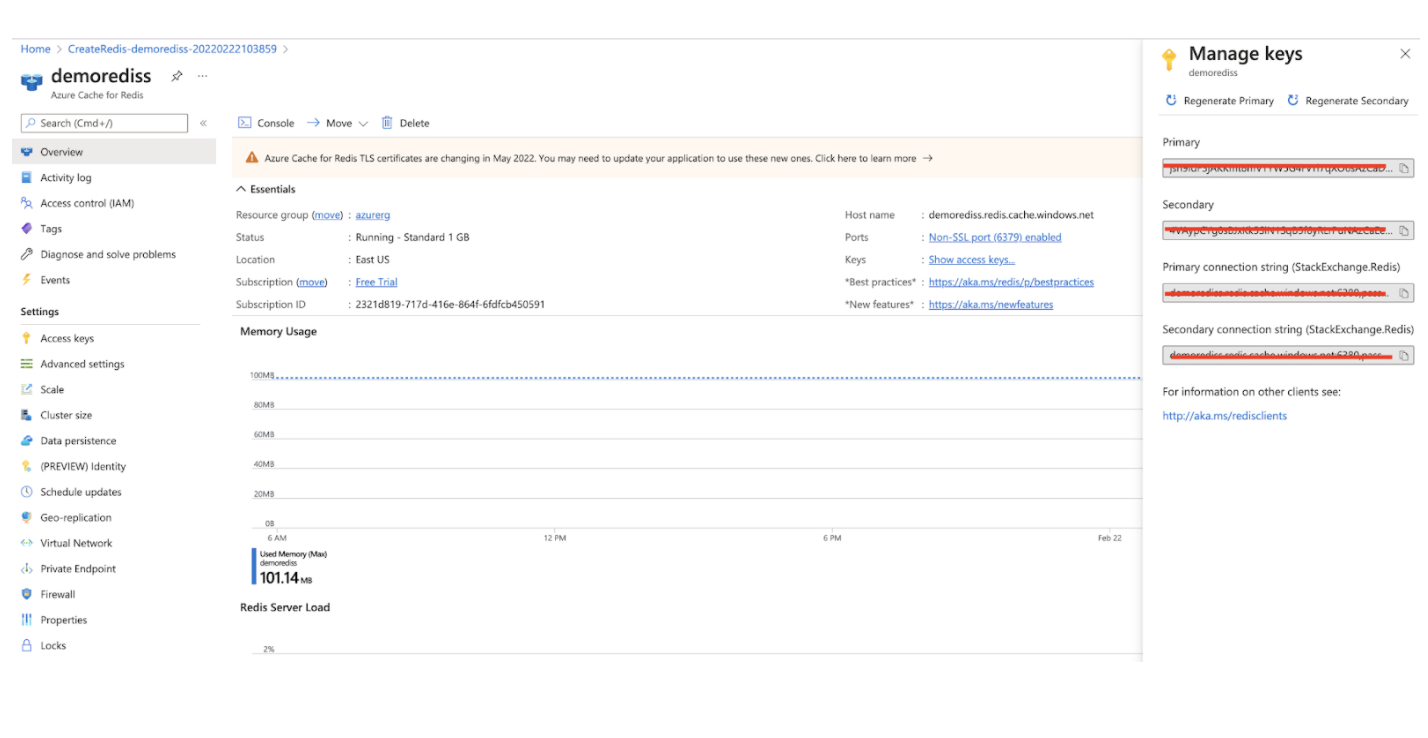 Home > CreateRedis-demorediss-20220222103859 >
demorediss
Azure Cache for Redis
Search (Cmd+/)
Overview
Activity log
Access control (IAM)
Tags
Diagnose and solve problems
Events
Settings
Access keys
Advanced settings
Scale
Cluster size
Data persistence
(PREVIEW) Identity
Schedule updates
Geo-replication
Virtual Network
Private Endpoint
Firewall
Properties
Locks
Console Move Delete
Azure Cache for Redis TLS certificates are changing in May 2022. You may need to update your application to use these new ones. Click here to learn more →
Essentials
Resource group (move) : azurerg
Status : Running - Standard 1 GB
Location : East US
Subscription (move) : Free Trial
Subscription ID : 2321d819-717d-416e-864f-6fdfcb450591
Host name : demorediss.redis.cache.windows.net
Ports : Non-SSL port (6379) enabled
Keys : Show access keys...
*Best practices* : https://aka.ms/redis/p/bestpractices
*New features* : https://aka.ms/newfeatures
Memory Usage
100MB
80MB
60MB
40MB
20MB
0B
6 AM 12 PM 6 PM Feb 22
Used Memory (Max)
demorediss
101.14 MB
Redis Server Load
2%
Manage keys
demorediss
Regenerate Primary Regenerate Secondary
Primary
Secondary
Primary connection string (StackExchange.Redis)
Secondary connection string (StackExchange.Redis)
For information on other clients see:
http://aka.ms/redisclients